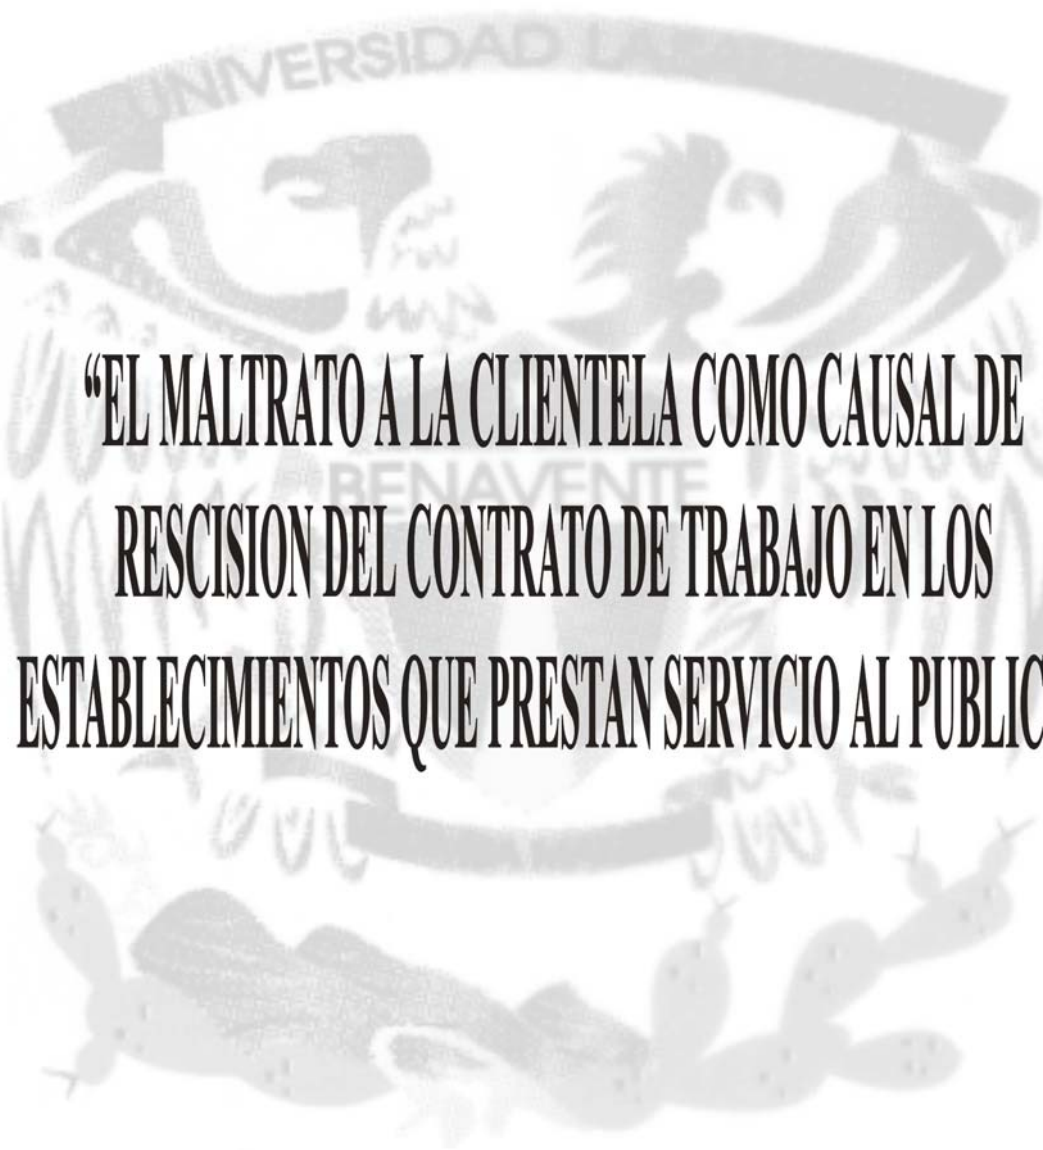 UNIVERSIDAD
“EL MALTRATO A LA CLIENTELA COMO CAUSAL DE
BENAVENTE
RESCISION DEL CONTRATO DE TRABAJO EN LOS
ESTABLECIMIENTOS QUE PRESTAN SERVICIO AL PUBLIC